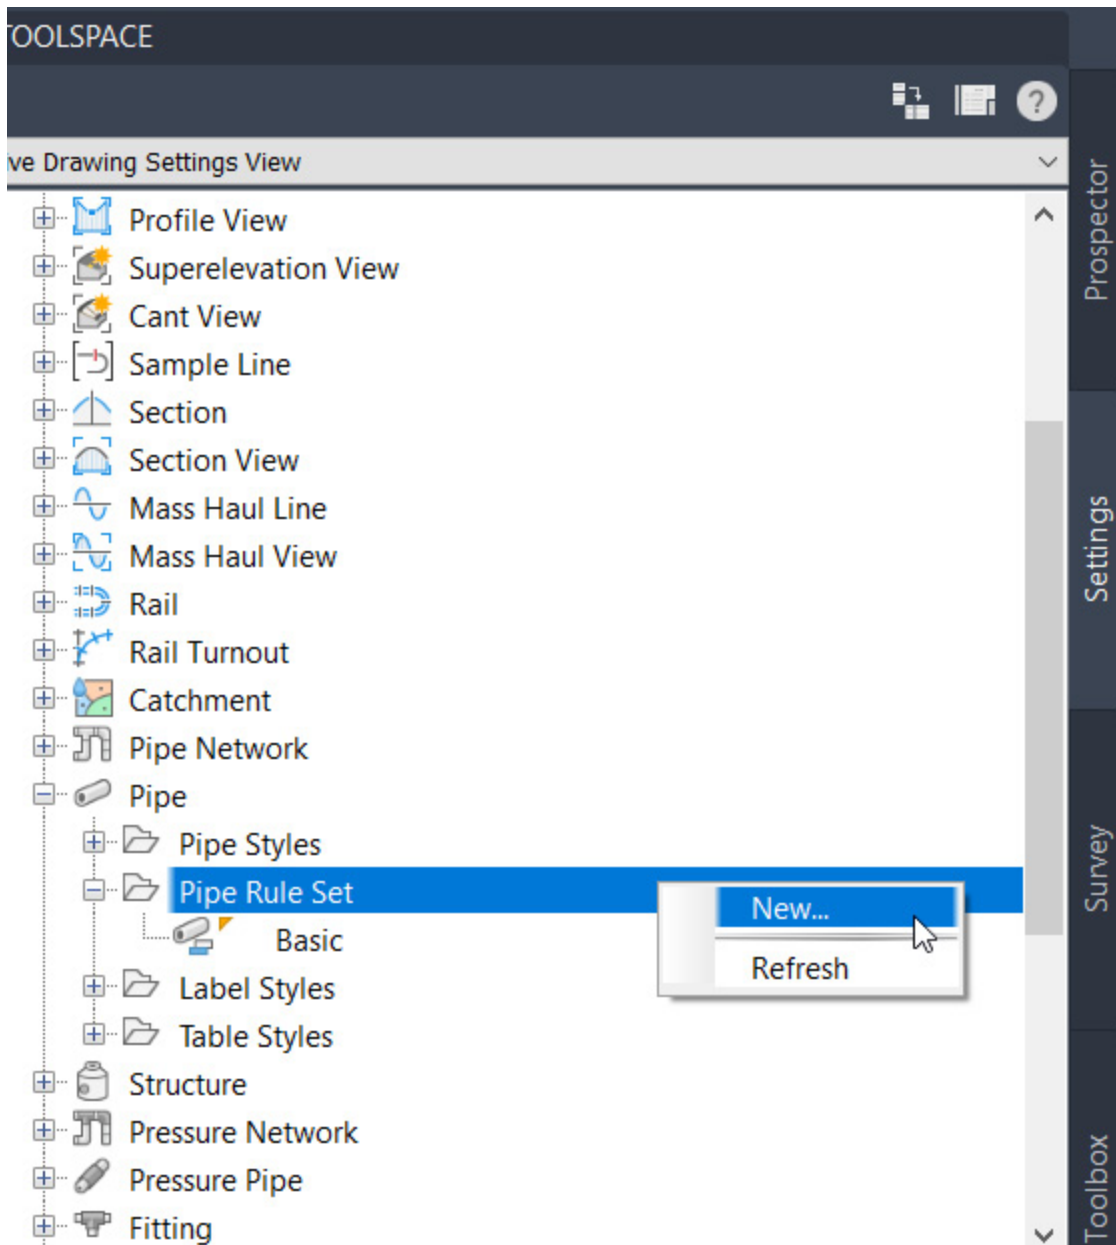 TOOLSPACE
?
ive Drawing Settings View
Profile View
Superelevation View
Cant View
Sample Line
Section
Section View
Mass Haul Line
Mass Haul View
Rail
Rail Turnout
Catchment
Pipe Network
Pipe
Pipe Styles
Pipe Rule Set
New...
Basic
Refresh
Label Styles
Table Styles
Structure
Pressure Network
Pressure Pipe
Fitting
Prospector
Settings
Survey
Toolbox